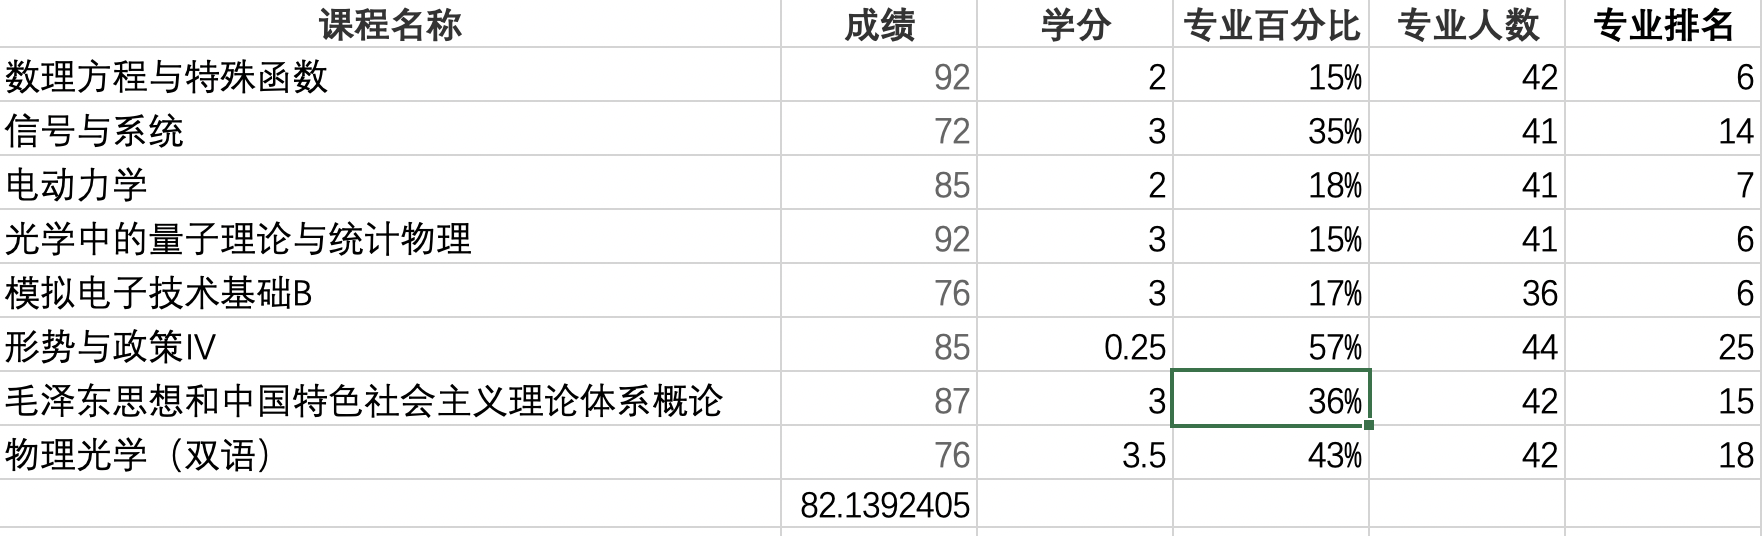 课程名称 成绩 学分 专业百分比 专业人数 专业排名
数理方程与特殊函数 92 2 15% 42 6
信号与系统 72 3 35% 41 14
电动力学 85 2 18% 41 7
光学中的量子理论与统计物理 92 3 15% 41 6
模拟电子技术基础B 76 3 17% 36 6
形势与政策IV 85 0.25 57% 44 25
毛泽东思想和中国特色社会主义理论体系概论 87 3 36% 42 15
物理光学（双语） 76 3.5 43% 42 18
82.1392405